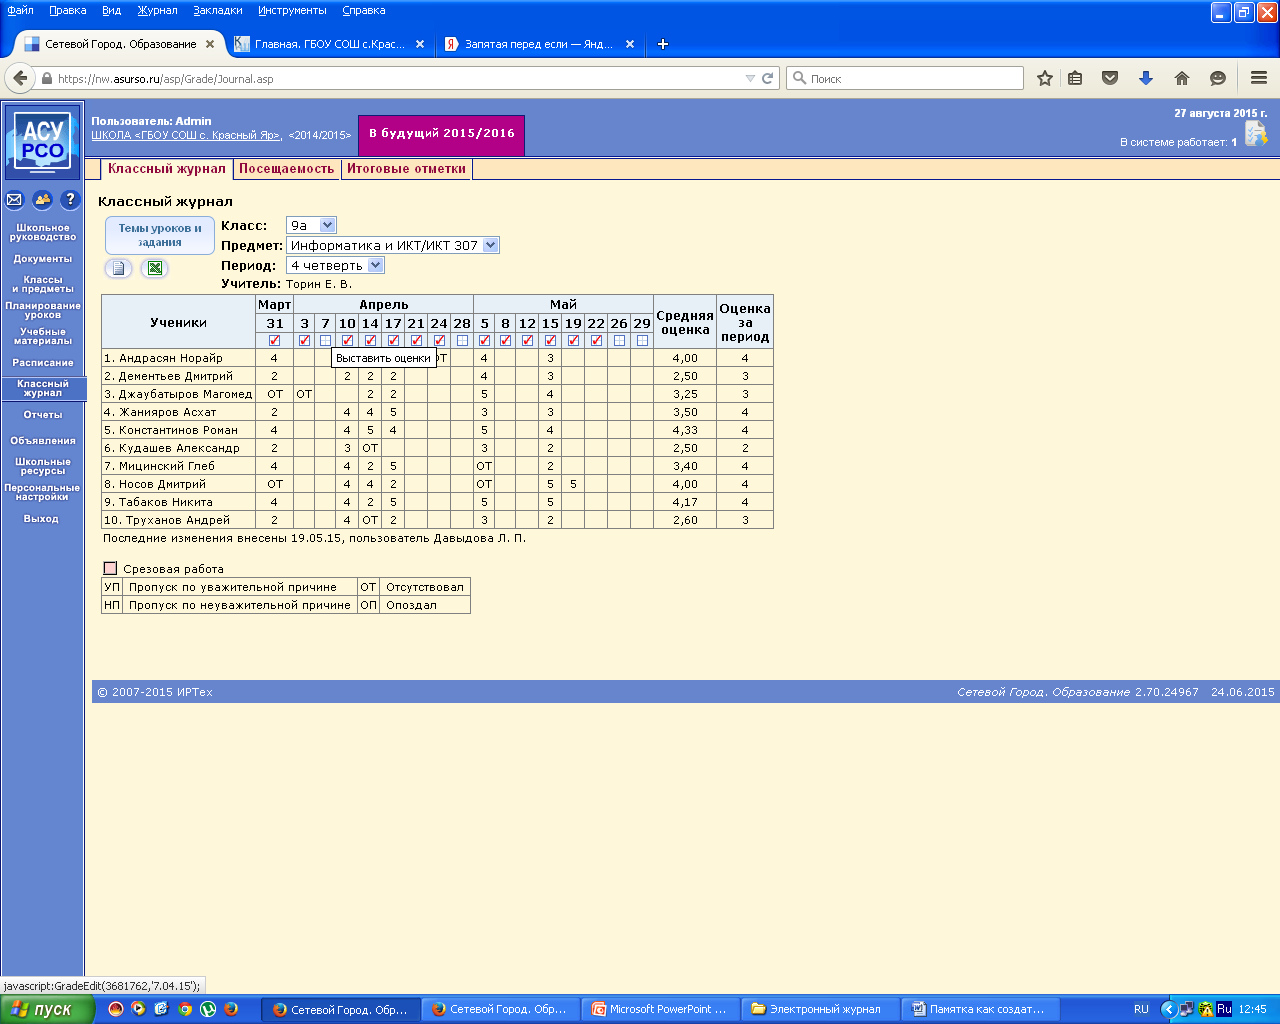 Файл Правка Вид Журнал Закладки Инструменты Справка
Сетевой Город. Образование
Главная. ГБОУ СОШ с.Крас...
Запятая перед если — Янд...
https://nw.asurso.ru/asp/Grade/Journal.asp
Поиск
АСУ
РСО
Пользователь: Admin
ШКОЛА «ГБОУ СОШ с. Красный Яр», <2014/2015>
В будущий 2015/2016
27 августа 2015 г.
В системе работает: 1
Классный журнал Посещаемость Итоговые отметки
?
Школьное
руководство
Документы
Классы
и предметы
Планирование
уроков
Учебные
материалы
Расписание
Классный
журнал
Отчеты
Объявления
Школьные
ресурсы
Персональные
настройки
Выход
Классный журнал
Темы уроков и
задания
Класс: 9а
Предмет: Информатика и ИКТ/ИКТ 307
Период: 4 четверть
Учитель: Торин Е. В.
Ученики Март Апрель Май Средняя оценка Оценка за период
31 3 7 10 14 17 21 24 28 5 8 12 15 19 22 26 29
Выставить оценки
1. Андрасян Норайр 4 ОТ 4 3 4,00 4
2. Дементьев Дмитрий 2 2 2 2 4 3 2,50 3
3. Джаубатыров Магомед ОТ ОТ 2 2 5 4 3,25 3
4. Жанияров Асхат 2 4 4 5 3 3 3,50 4
5. Константинов Роман 4 4 5 4 5 4 4,33 4
6. Кудашев Александр 2 3 ОТ 3 2 2,50 2
7. Мицинский Глеб 4 4 2 5 ОТ 2 3,40 4
8. Носов Дмитрий ОТ 4 4 2 ОТ 5 5 4,00 4
9. Табаков Никита 4 4 2 5 5 5 4,17 4
10. Труханов Андрей 2 4 ОТ 2 3 2 2,60 3
Последние изменения внесены 19.05.15, пользователь Давыдова Л. П.
Срезовая работа
УП Пропуск по уважительной причине ОТ Отсутствовал
НП Пропуск по неуважительной причине ОП Опоздал
© 2007-2015 ИРТех
Сетевой Город. Образование 2.70.24967 24.06.2015
javascript:GradeEdit(3681762,'7.04.15');
пуск
Сетевой Город. Обр...
Сетевой Город. Обр...
Microsoft PowerPoint ...
Электронный журнал
Памятка как создат...
RU
Ru
12:45